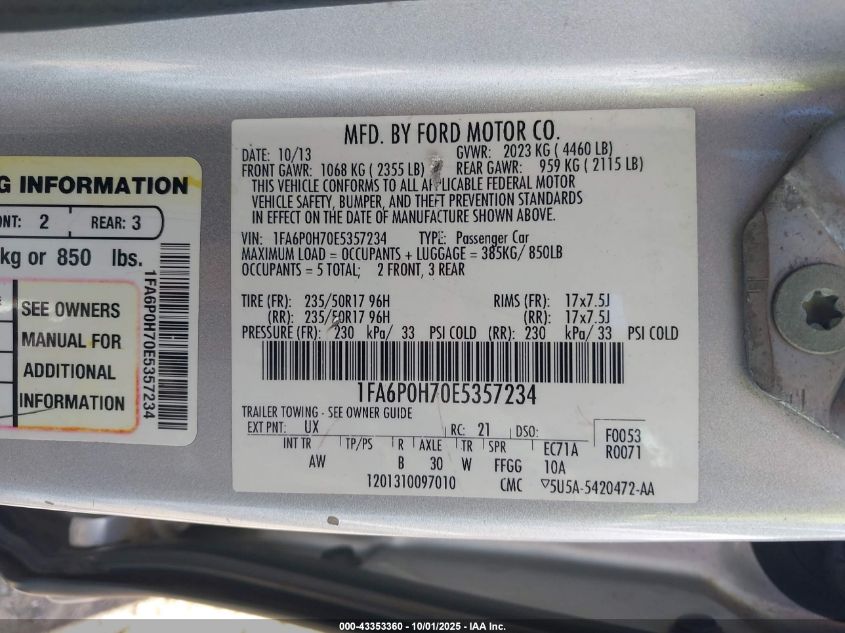 G INFORMATION
NT: 2 REAR: 3
kg or 850 lbs.
SEE OWNERS
MANUAL FOR
ADDITIONAL
INFORMATION
1FA6P0H70E5357234
MFD. BY FORD MOTOR CO.
DATE: 10/13 GVWR: 2023 KG ( 4460 LB)
FRONT GAWR: 1068 KG ( 2355 LB) REAR GAWR: 959 KG ( 2115 LB)
THIS VEHICLE CONFORMS TO ALL APPLICABLE FEDERAL MOTOR
VEHICLE SAFETY, BUMPER, AND THEFT PREVENTION STANDARDS
IN EFFECT ON THE DATE OF MANUFACTURE SHOWN ABOVE.
VIN: 1FA6P0H70E5357234 TYPE: Passenger Car
MAXIMUM LOAD = OCCUPANTS + LUGGAGE = 385KG/ 850LB
OCCUPANTS = 5 TOTAL; 2 FRONT, 3 REAR
TIRE (FR): 235/50R17 96H RIMS (FR): 17x7.5J
(RR): 235/50R17 96H (RR): 17x7.5J
PRESSURE (FR): 230 kPa/ 33 PSI COLD (RR): 230 kPa/ 33 PSI COLD
1FA6P0H70E5357234
TRAILER TOWING - SEE OWNER GUIDE
EXT PNT: UX RC: 21 DSO: F0053
INT TR TP/PS R AXLE TR SPR EC71A R0071
AW B 30 W FFGG 10A
1201310097010 CMC ▽5U5A-5420472-AA
000-43353360 - 10/01/2025 - IAA Inc.